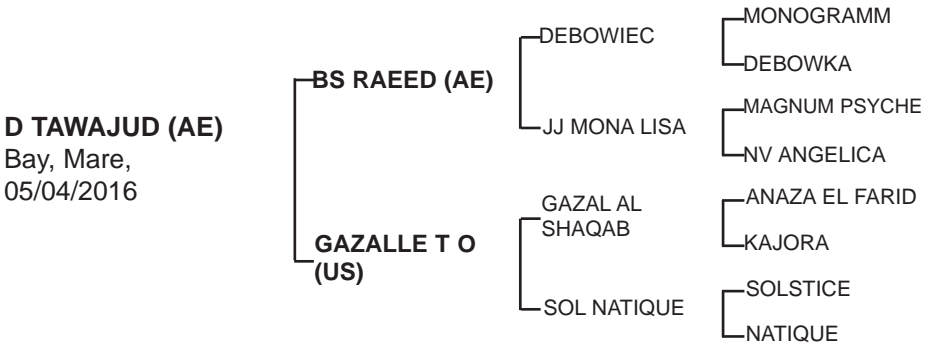 D TAWAJUD (AE)
Bay, Mare,
05/04/2016
BS RAEED (AE)
GAZALLE T O
(US)
DEBOWIEC
JJ MONA LISA
GAZAL AL
SHAQAB
SOL NATIQUE
MONOGRAMM
DEBOWKA
MAGNUM PSYCHE
NV ANGELICA
ANAZA EL FARID
KAJORA
SOLSTICE
NATIQUE